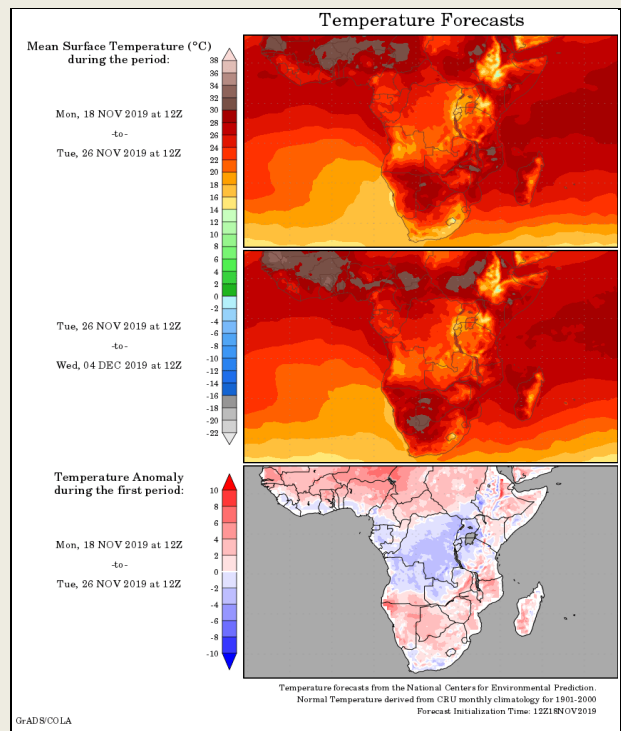 Temperature Forecasts
Mean Surface Temperature (°C)
during the period:
Mon, 18 NOV 2019 at 12Z
-to-
Tue, 26 NOV 2019 at 12Z
38
36
34
32
30
28
26
24
22
20
18
16
14
12
10
8
6
4
2
0
-2
-4
-6
-8
-10
-12
-14
-16
-18
-20
-22
Tue, 26 NOV 2019 at 12Z
-to-
Wed, 04 DEC 2019 at 12Z
Temperature Anomaly
during the first period:
Mon, 18 NOV 2019 at 12Z
-to-
Tue, 26 NOV 2019 at 12Z
10
8
6
4
2
0
-2
-4
-6
-8
-10
Temperature forecasts from the National Centers for Environmental Prediction.
Normal Temperature derived from CRU monthly climatology for 1901-2000
Forecast Initialization Time: 12Z18NOV2019
GrADS/COLA